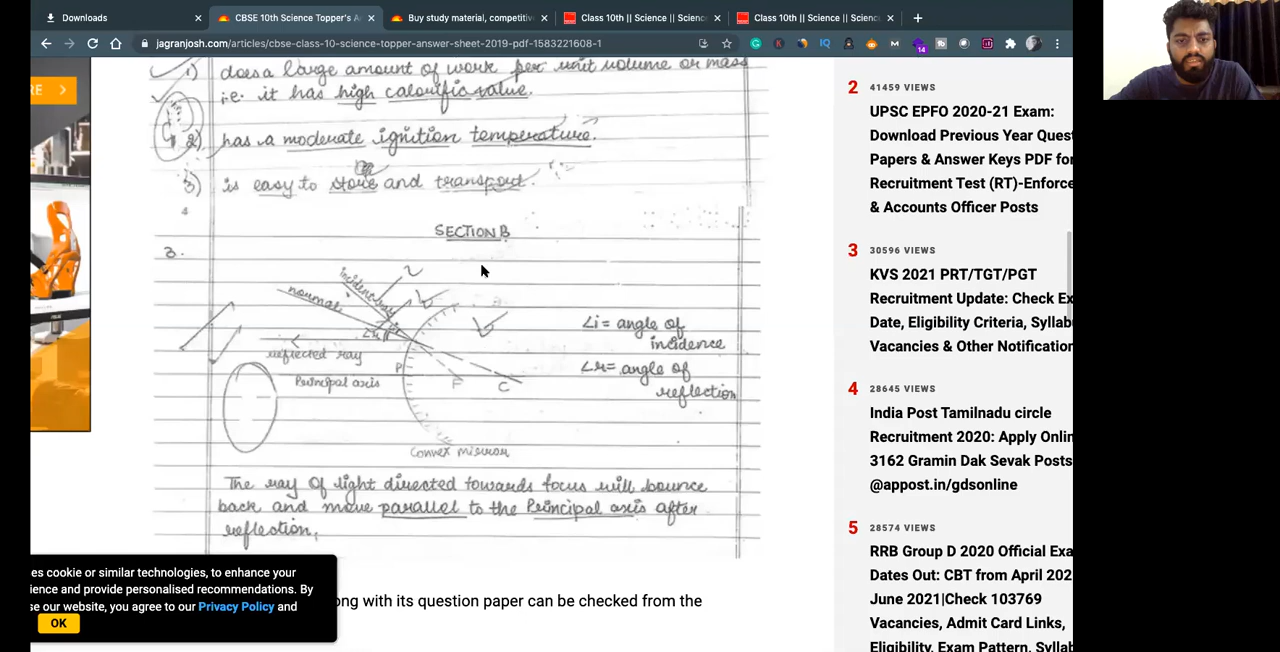 Downloads
CBSE 10th Science Topper's A
Buy study material, competitiv
Class 10th || Science || Scienc
Class 10th || Science || Scienc
jagranjosh.com/articles/cbse-class-10-science-topper-answer-sheet-2019-pdf-1583221608-1
14
RE >
1) does a large amount of work per unit volume or mass
i.e. it has high calorific value.
2) has a moderate ignition temperature.
3) is easy to store and transport.
SECTION B
3.
incident ray
normal
∠i
∠r
reflected ray
Principal axis
P
F
C
∠i = angle of
incidence
∠r = angle of
reflection
Convex mirror
The ray of light directed towards focus will bounce
back and move parallel to the Principal axis after
reflection.
es cookie or similar technologies, to enhance your
ience and provide personalised recommendations. By
se our website, you agree to our Privacy Policy and
OK
ong with its question paper can be checked from the
2 41459 VIEWS
UPSC EPFO 2020-21 Exam:
Download Previous Year Quest
Papers & Answer Keys PDF for
Recruitment Test (RT)-Enforce
& Accounts Officer Posts
3 30596 VIEWS
KVS 2021 PRT/TGT/PGT
Recruitment Update: Check Ex
Date, Eligibility Criteria, Syllab
Vacancies & Other Notification
4 28645 VIEWS
India Post Tamilnadu circle
Recruitment 2020: Apply Onlin
3162 Gramin Dak Sevak Posts
@appost.in/gdsonline
5 28574 VIEWS
RRB Group D 2020 Official Exa
Dates Out: CBT from April 202
June 2021|Check 103769
Vacancies, Admit Card Links,
Eligibility, Exam Pattern, Syllab